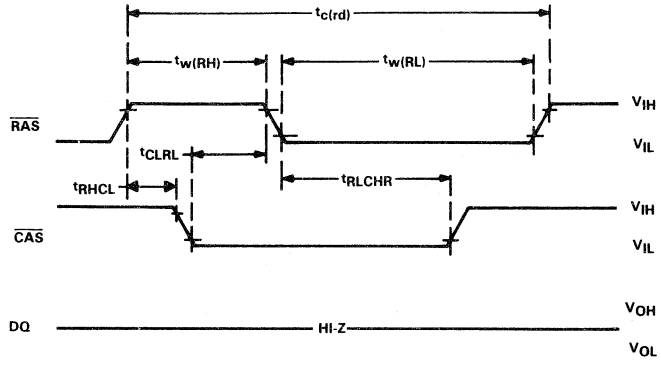 tc(rd)
tw(RH)
tw(RL)
RAS
VIH
VIL
tCLRL
tRHCL
tRLCHR
CAS
VIH
VIL
DQ
HI-Z
VOH
VOL